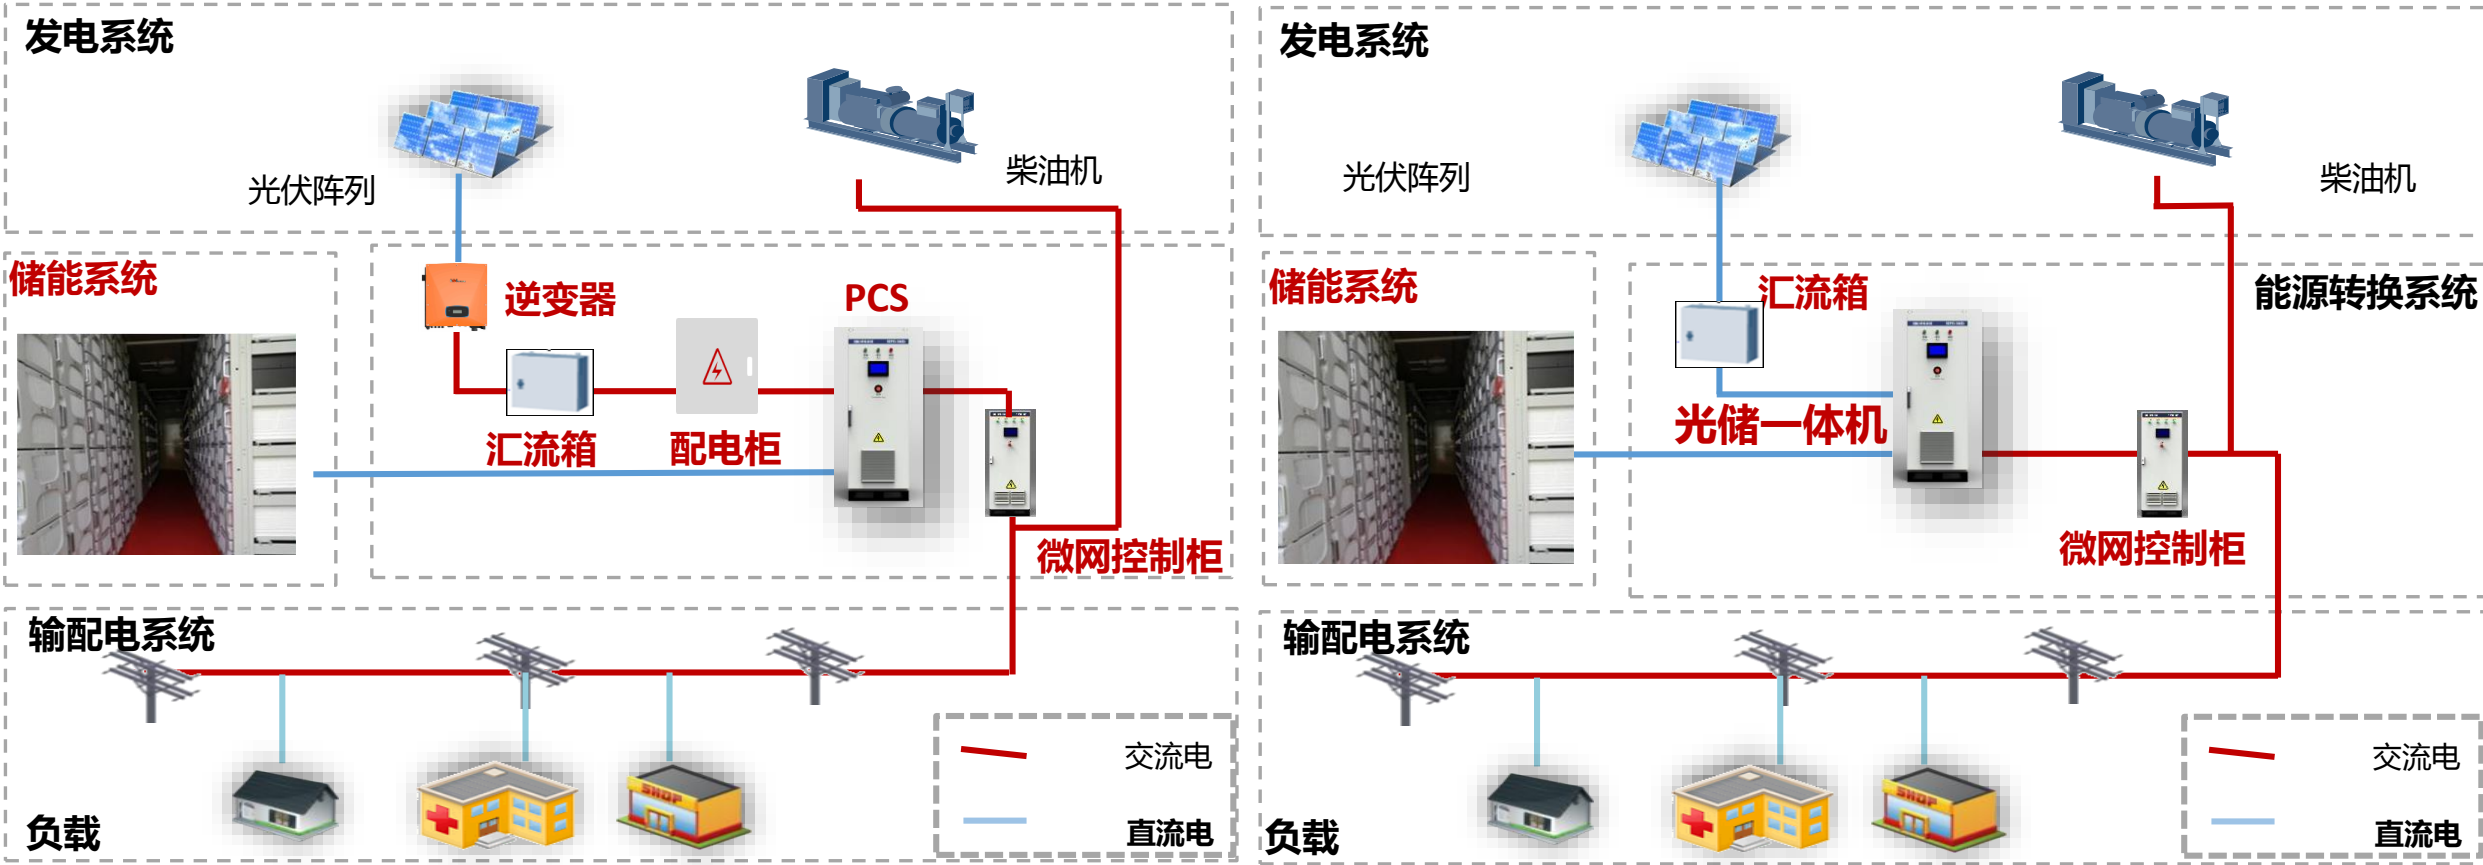 发电系统
光伏阵列
柴油机
储能系统
逆变器
PCS
汇流箱
配电柜
微网控制柜
输配电系统
SHOP
交流电
直流电
负载
发电系统
光伏阵列
柴油机
储能系统
汇流箱
能源转换系统
光储一体机
微网控制柜
输配电系统
SHOP
交流电
直流电
负载